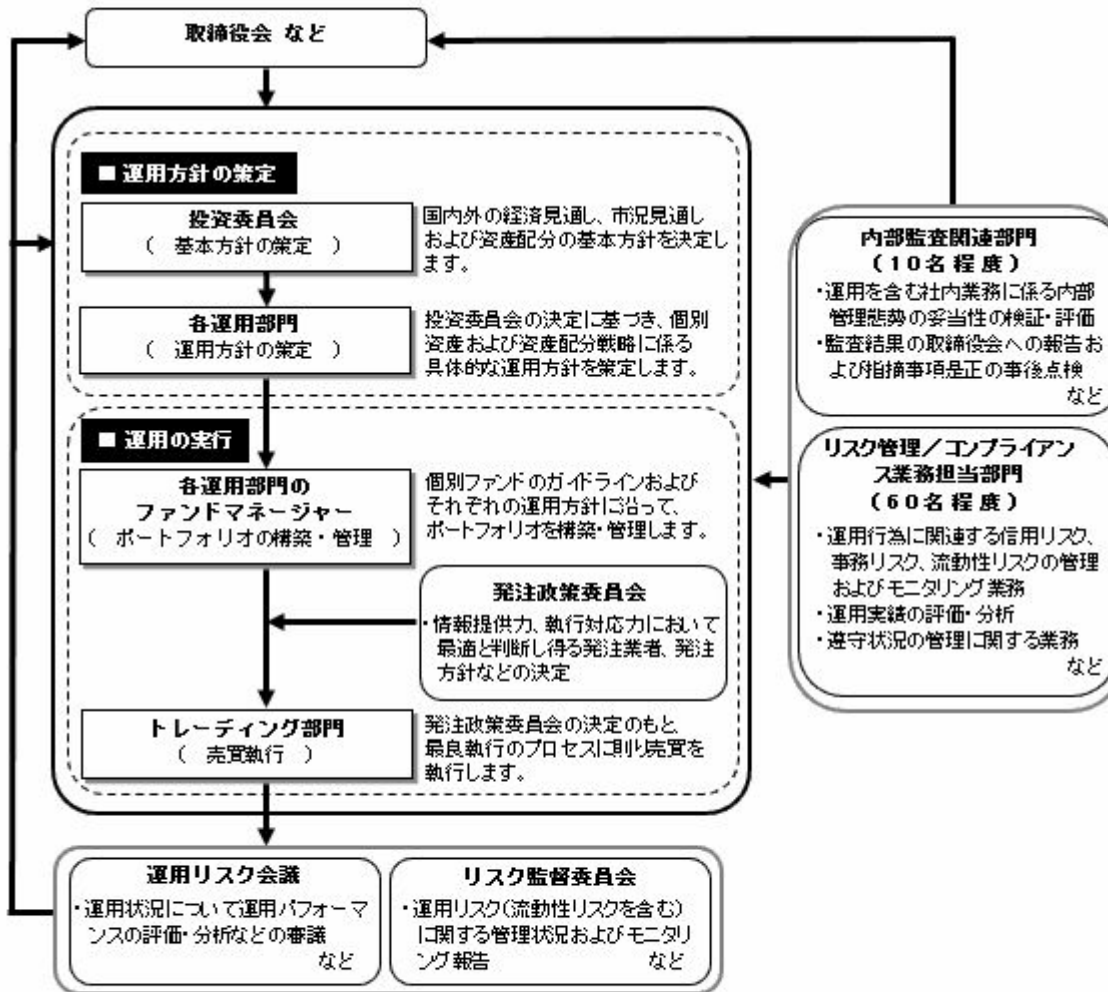 取締役会 など
■ 運用方針の策定
投資委員会
（ 基本方針の策定 ）
国内外の経済見通し、市況見通し
および資産配分の基本方針を決定し
ます。
各運用部門
（ 運用方針の策定 ）
投資委員会の決定に基づき、個別
資産および資産配分戦略に係る
具体的な運用方針を策定します。
■ 運用の実行
各運用部門の
ファンドマネージャー
（ ポートフォリオの構築・管理 ）
個別ファンドのガイドラインおよび
それぞれの運用方針に沿って、
ポートフォリオを構築・管理します。
発注政策委員会
・情報提供力、執行対応力において
最適と判断し得る発注業者、発注
方針などの決定
トレーディング部門
（ 売買執行 ）
発注政策委員会の決定のもと、
最良執行のプロセスに則り売買を
執行します。
内部監査関連部門
（１０名程度）
・運用を含む社内業務に係る内部
管理態勢の妥当性の検証・評価
・監査結果の取締役会への報告お
よび指摘事項是正の事後点検
など
リスク管理／コンプライアン
ス業務担当部門
（６０名程度）
・運用行為に関連する信用リスク、
事務リスク、流動性リスクの管理
およびモニタリング業務
・運用実績の評価・分析
・遵守状況の管理に関する業務
など
運用リスク会議
・運用状況について運用パフォーマ
ンスの評価・分析などの審議
など
リスク監督委員会
・運用リスク（流動性リスクを含む）
に関する管理状況およびモニタリ
ング報告 など